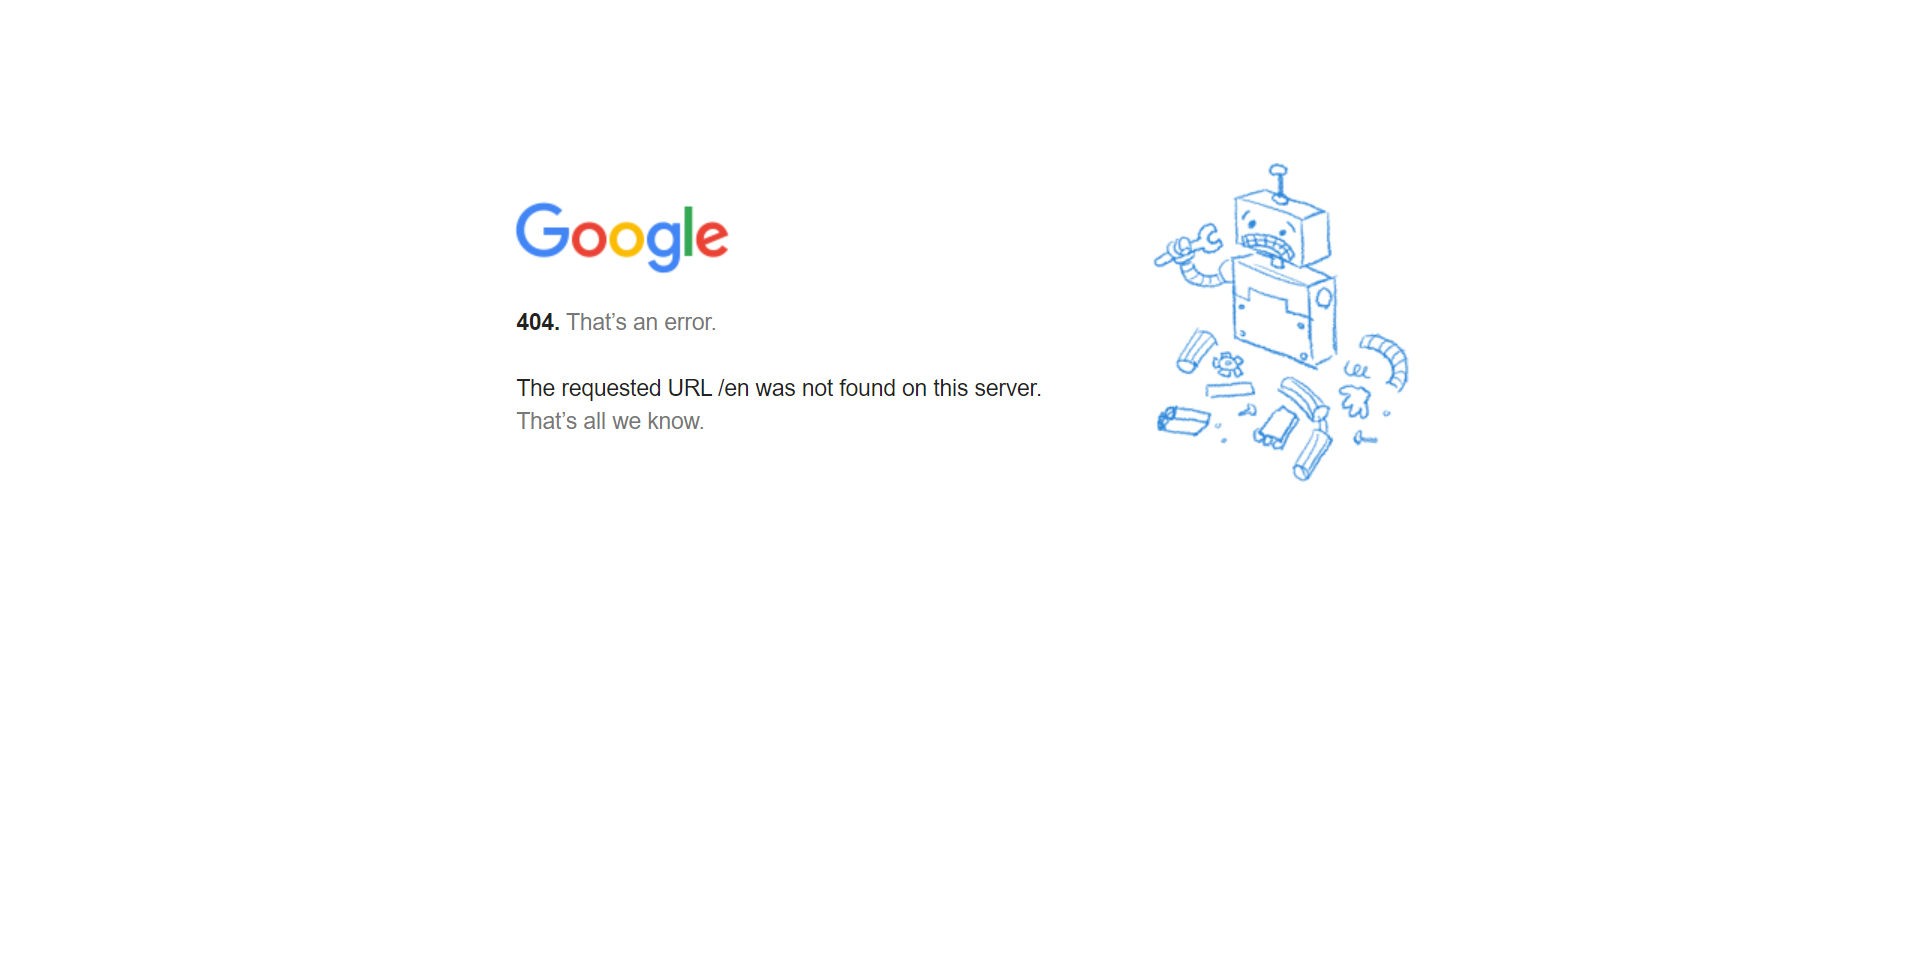 Google
404. That’s an error.
The requested URL /en was not found on this server.
That’s all we know.